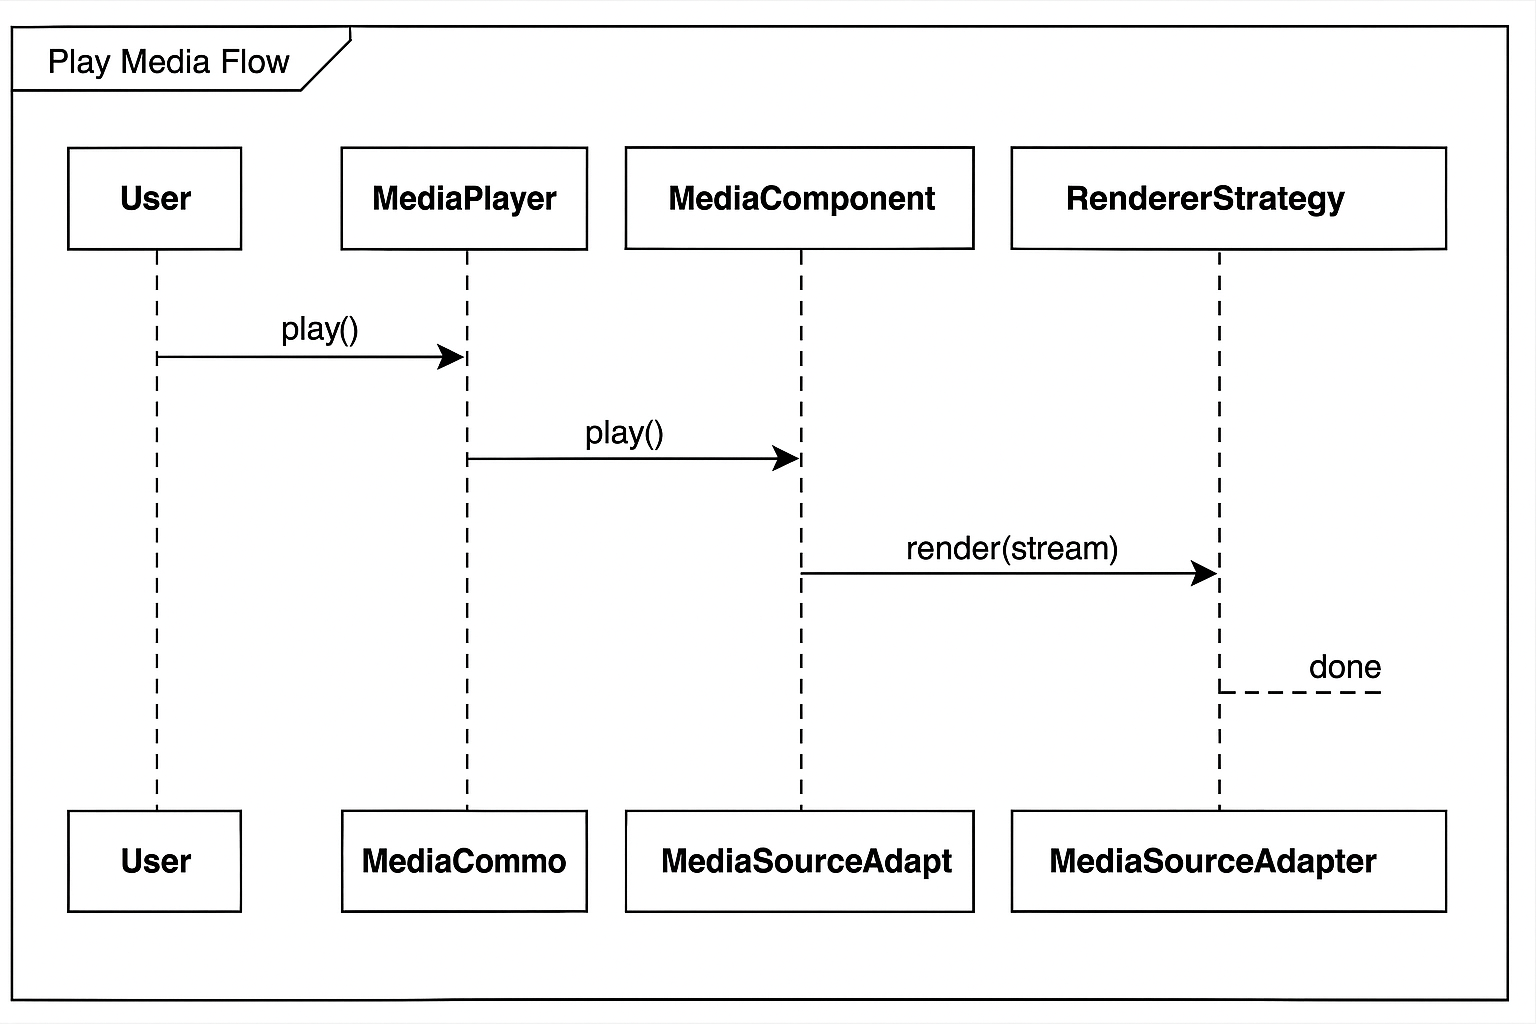 Play Media Flow
User
MediaPlayer
MediaComponent
RendererStrategy
play()
play()
render(stream)
done
User
MediaCommo
MediaSourceAdapt
MediaSourceAdapter